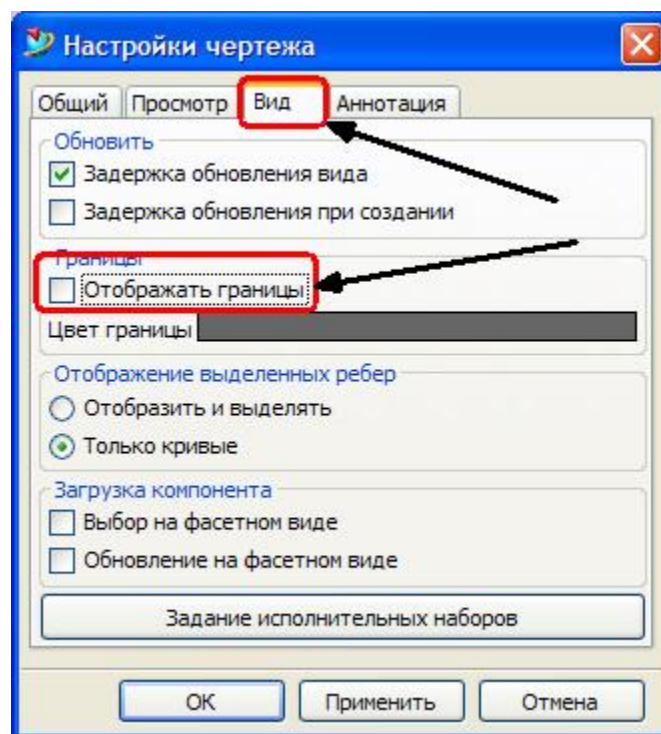 Настройки чертежа
Общий Просмотр Вид Аннотация
Обновить
Задержка обновления вида
Задержка обновления при создании
Границы
Отображать границы
Цвет границы
Отображение выделенных ребер
Отобразить и выделять
Только кривые
Загрузка компонента
Выбор на фасетном виде
Обновление на фасетном виде
Задание исполнительных наборов
ОК Применить Отмена